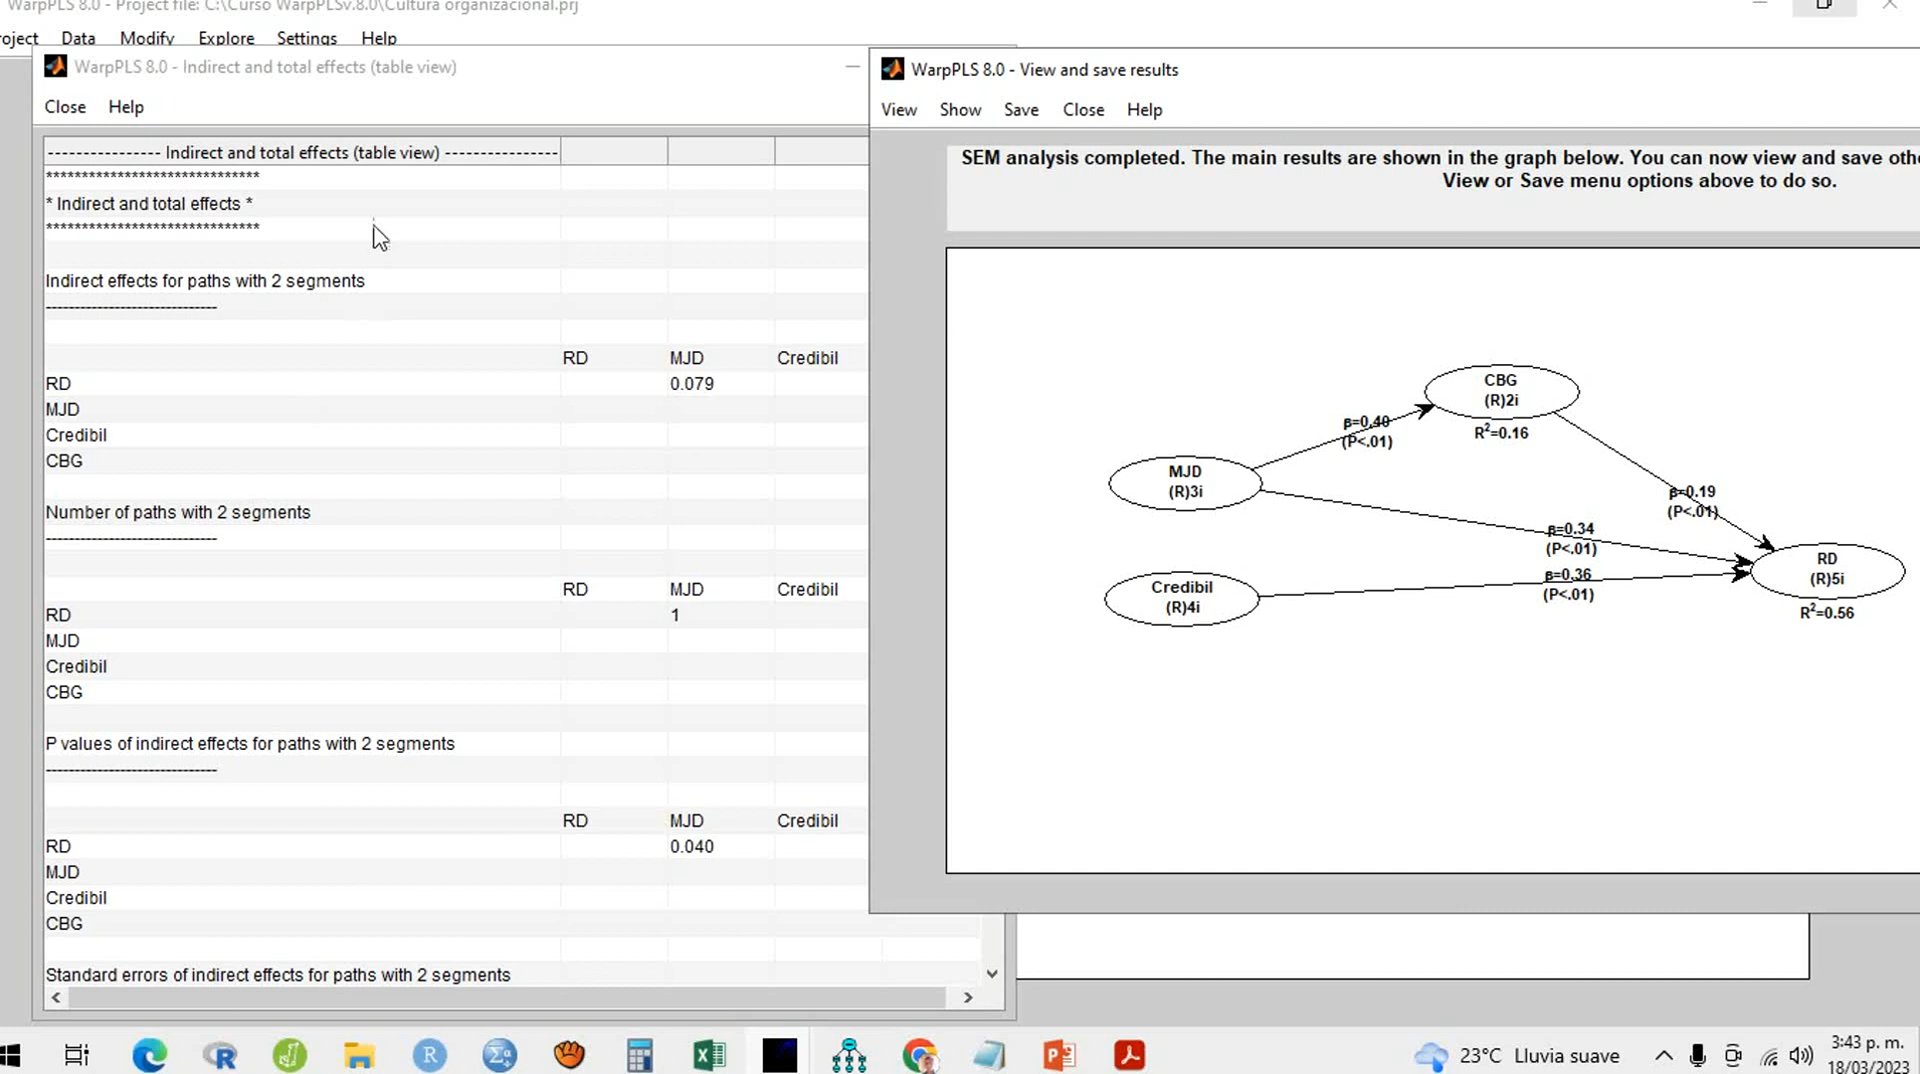 WarpPLS 8.0 - Project file: C:\Curso WarpPLSv.8.0\Cultura organizacional.prj
roject Data Modify Explore Settings Help
WarpPLS 8.0 - Indirect and total effects (table view)
Close Help
--------------- Indirect and total effects (table view) ---------------
******************************
* Indirect and total effects *
******************************
Indirect effects for paths with 2 segments
-----------------------------
RD MJD Credibil
RD 0.079
MJD
Credibil
CBG
Number of paths with 2 segments
-----------------------------
RD MJD Credibil
RD 1
MJD
Credibil
CBG
P values of indirect effects for paths with 2 segments
-----------------------------
RD MJD Credibil
RD 0.040
MJD
Credibil
CBG
Standard errors of indirect effects for paths with 2 segments
WarpPLS 8.0 - View and save results
View Show Save Close Help
SEM analysis completed. The main results are shown in the graph below. You can now view and save othe
View or Save menu options above to do so.
CBG
(R)2i
R²=0.16
β=0.40
(P<.01)
MJD
(R)3i
β=0.19
(P<.01)
β=0.34
(P<.01)
RD
(R)5i
R²=0.56
β=0.36
(P<.01)
Credibil
(R)4i
23°C Lluvia suave
3:43 p. m.
18/03/2023